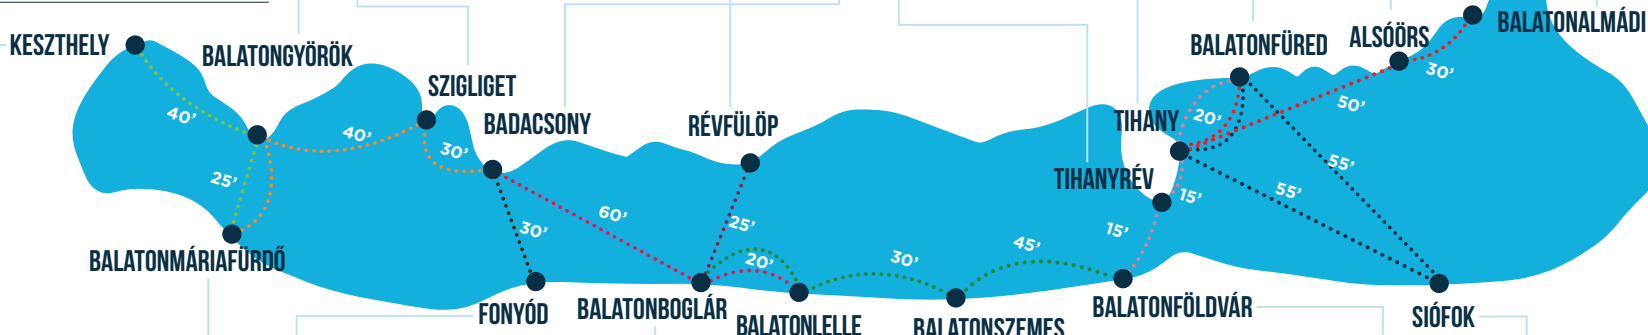 KESZTHELY
BALATONGYÖRÖK
SZIGLIGET
BADACSONY
RÉVFÜLÖP
TIHANY
TIHANYRÉV
BALATONFÜRED
ALSÓÖRS
BALATONALMÁDI
40’
40’
30’
25’
60’
30’
25’
20’
30’
45’
15’
15’
20’
50’
30’
55’
55’
BALATONMÁRIAFÜRDŐ
FONYÓD
BALATONBOGLÁR
BALATONLELLE
BALATONSZEMES
BALATONFÖLDVÁR
SIÓFOK